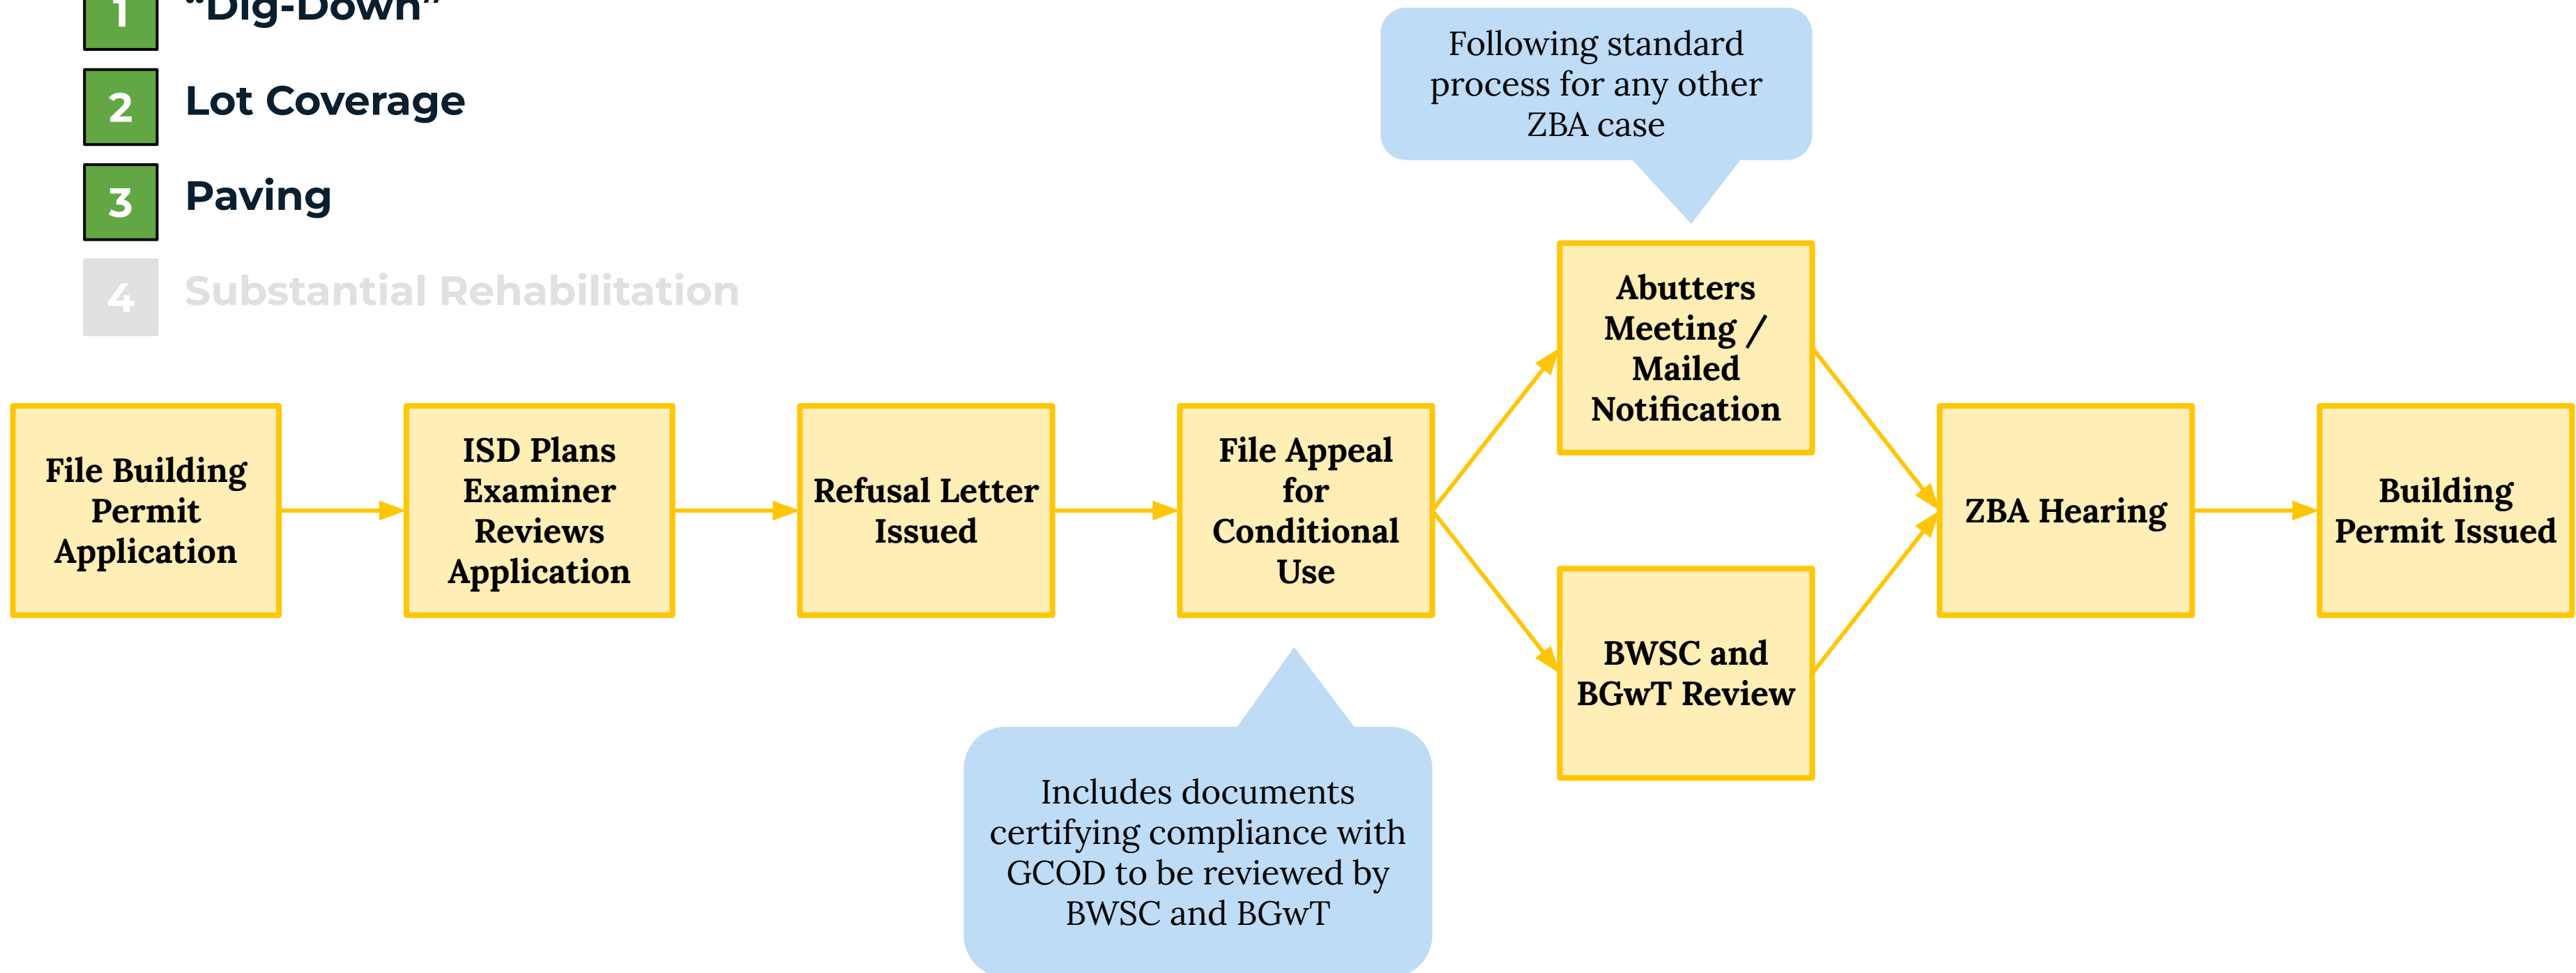 1 “Dig-Down”
2 Lot Coverage
3 Paving
4 Substantial Rehabilitation
Following standard
process for any other
ZBA case
File Building
Permit
Application
ISD Plans
Examiner
Reviews
Application
Refusal Letter
Issued
File Appeal
for
Conditional
Use
Abutters
Meeting /
Mailed
Notification
BWSC and
BGwT Review
ZBA Hearing
Building
Permit Issued
Includes documents
certifying compliance with
GCOD to be reviewed by
BWSC and BGwT